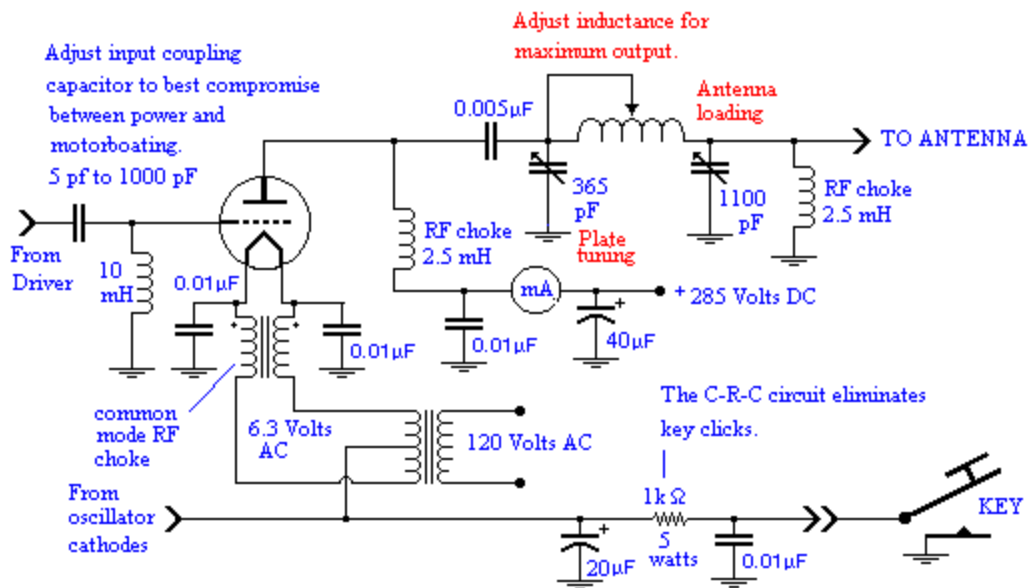 Adjust input coupling
capacitor to best compromise
between power and
motorboating.
5 pf to 1000 pF
Adjust inductance for
maximum output.
0.005µF
Antenna
loading
TO ANTENNA
365
pF
Plate
tuning
1100
pF
RF choke
2.5 mH
From
Driver
10
mH
RF choke
2.5 mH
0.01µF
0.01µF
mA
+ 285 Volts DC
+
40µF
0.01µF
+
+
common
mode RF
choke
6.3 Volts
AC
120 Volts AC
The C-R-C circuit eliminates
key clicks.
From
oscillator
cathodes
1k Ω
5
watts
+
20µF
0.01µF
KEY